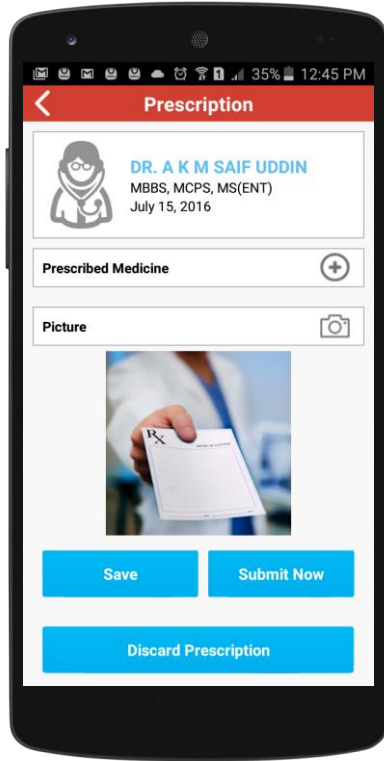 35% 12:45 PM
Prescription
DR. A K M SAIF UDDIN
MBBS, MCPS, MS(ENT)
July 15, 2016
Prescribed Medicine
Picture
Rx
Save
Submit Now
Discard Prescription